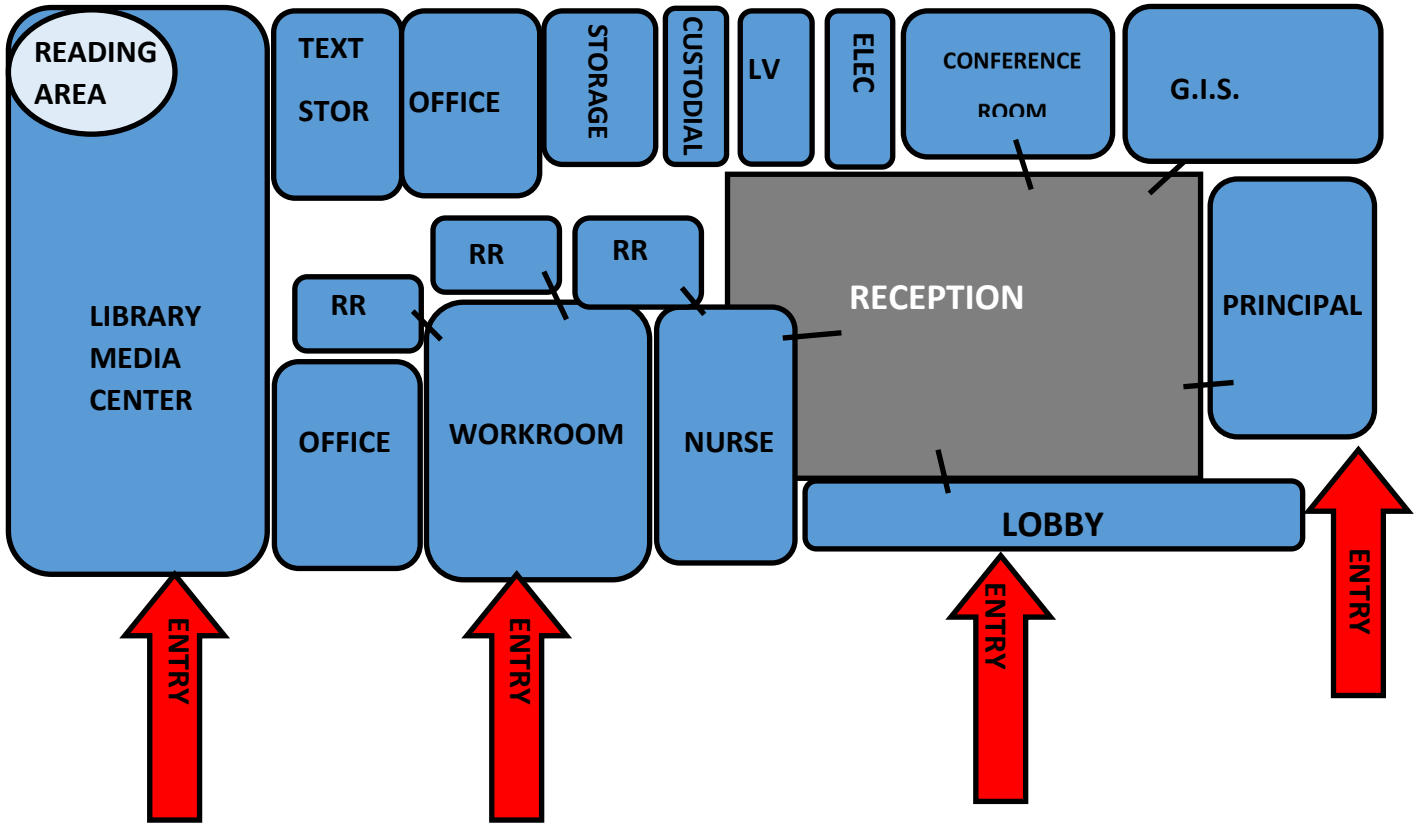 READING
AREA
TEXT
STOR
OFFICE
STORAGE
CUSTODIAL
LV
ELEC
CONFERENCE
ROOM
G.I.S.
RR
RR
RR
RECEPTION
PRINCIPAL
LIBRARY
MEDIA
CENTER
OFFICE
WORKROOM
NURSE
LOBBY
ENTRY
ENTRY
ENTRY
ENTRY